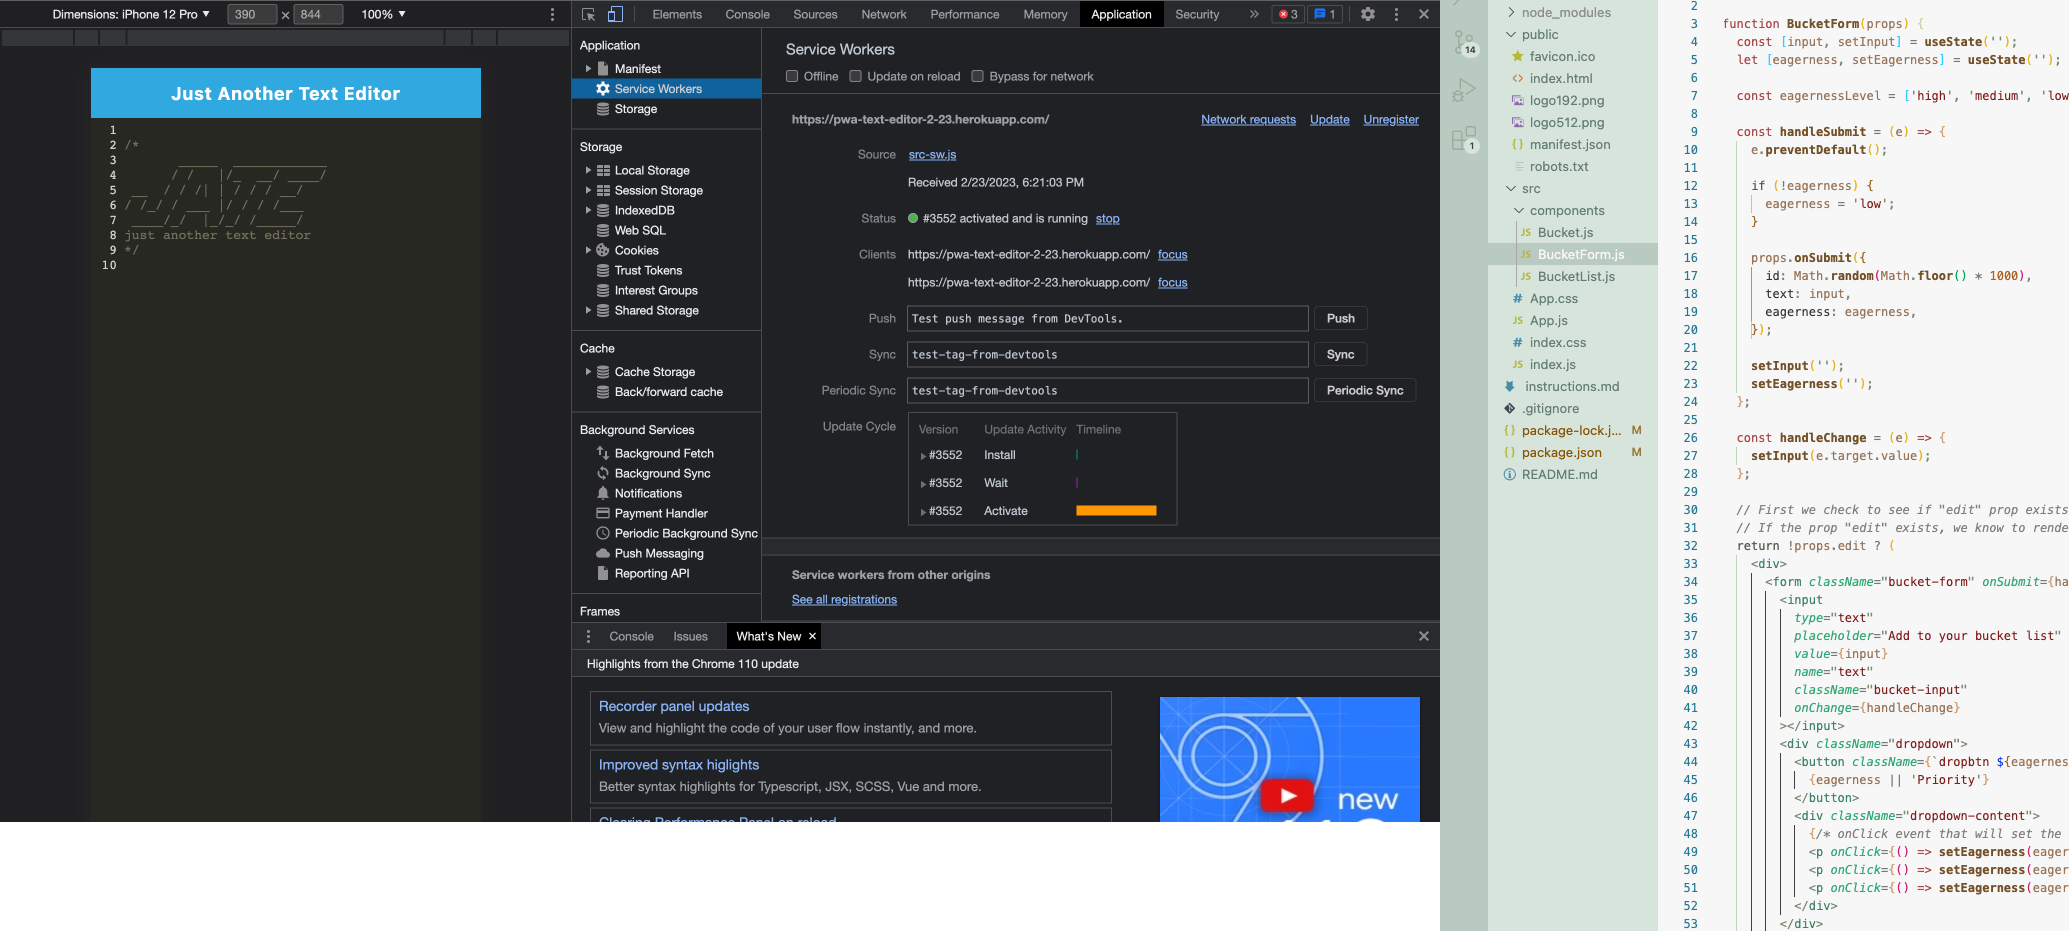 Dimensions: iPhone 12 Pro ▼ 390 × 844 100% ▼
Just Another Text Editor
1
2 /*
3
4
5
6
7
8 just another text editor
9 */
10
Elements Console Sources Network Performance Memory Application Security » 3 1
Application
Manifest
Service Workers
Storage
Storage
Local Storage
Session Storage
IndexedDB
Web SQL
Cookies
Trust Tokens
Interest Groups
Shared Storage
Cache
Cache Storage
Back/forward cache
Background Services
Background Fetch
Background Sync
Notifications
Payment Handler
Periodic Background Sync
Push Messaging
Reporting API
Frames
Service Workers
Offline Update on reload Bypass for network
https://pwa-text-editor-2-23.herokuapp.com/ Network requests Update Unregister
Source src-sw.js
Received 2/23/2023, 6:21:03 PM
Status #3552 activated and is running stop
Clients https://pwa-text-editor-2-23.herokuapp.com/ focus
https://pwa-text-editor-2-23.herokuapp.com/ focus
Push Test push message from DevTools. Push
Sync test-tag-from-devtools Sync
Periodic Sync test-tag-from-devtools Periodic Sync
Update Cycle Version Update Activity Timeline
#3552 Install
#3552 Wait
#3552 Activate
Service workers from other origins
See all registrations
Console Issues What's New ×
Highlights from the Chrome 110 update
Recorder panel updates
View and highlight the code of your user flow instantly, and more.
Improved syntax higlights
Better syntax highlights for Typescript, JSX, SCSS, Vue and more.
Clearing Performance Panel on reload
new
14
1
node_modules
public
favicon.ico
index.html
logo192.png
logo512.png
manifest.json
robots.txt
src
components
JS Bucket.js
JS BucketForm.js
JS BucketList.js
# App.css
JS App.js
# index.css
JS index.js
instructions.md
.gitignore
{} package-lock.j... M
{} package.json M
README.md
2
3 function BucketForm(props) {
4 const [input, setInput] = useState('');
5 let [eagerness, setEagerness] = useState('');
6
7 const eagernessLevel = ['high', 'medium', 'low
8
9 const handleSubmit = (e) => {
10 e.preventDefault();
11
12 if (!eagerness) {
13 eagerness = 'low';
14 }
15
16 props.onSubmit({
17 id: Math.random(Math.floor() * 1000),
18 text: input,
19 eagerness: eagerness,
20 });
21
22 setInput('');
23 setEagerness('');
24 };
25
26 const handleChange = (e) => {
27 setInput(e.target.value);
28 };
29
30 // First we check to see if "edit" prop exists
31 // If the prop "edit" exists, we know to rende
32 return !props.edit ? (
33 <div>
34 <form className="bucket-form" onSubmit={ha
35 <input
36 type="text"
37 placeholder="Add to your bucket list"
38 value={input}
39 name="text"
40 className="bucket-input"
41 onChange={handleChange}
42 ></input>
43 <div className="dropdown">
44 <button className={`dropbtn ${eagernes
45 {eagerness || 'Priority'}
46 </button>
47 <div className="dropdown-content">
48 {/* onClick event that will set the
49 <p onClick={() => setEagerness(eager
50 <p onClick={() => setEagerness(eager
51 <p onClick={() => setEagerness(eager
52 </div>
53 </div>